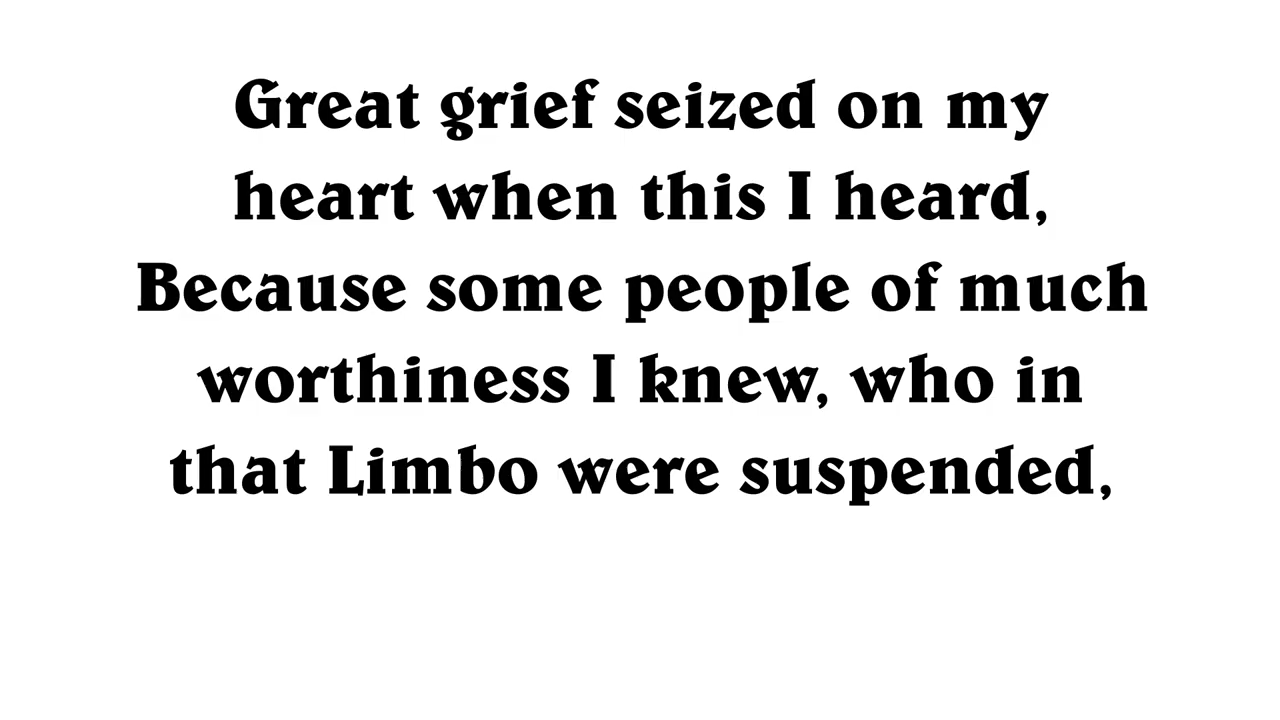 Great grief seized on my
heart when this I heard,
Because some people of much
worthiness I knew, who in
that Limbo were suspended,